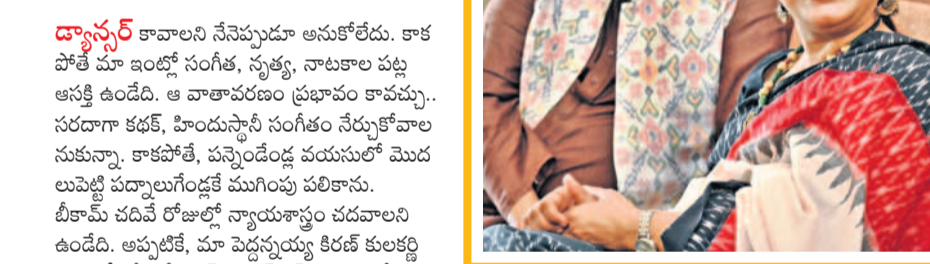 డ్యాన్సర్ కావాలని నేనెప్పుడూ అనుకోలేదు. కాక
పోతే మా ఇంట్లో సంగీత, నృత్య, నాటకాల పట్ల
ఆసక్తి ఉండేది. ఆ వాతావరణం ప్రభావం కావచ్చు..
సరదాగా కథక్, హిందుస్థానీ సంగీతం నేర్చుకోవాల
నుకున్నా. కాకపోతే, పన్నెండేండ్ల వయసులో మొద
లుపెట్టి పద్నాలుగేండ్లకే ముగింపు పలికాను.
బీకామ్ చదివే రోజుల్లో న్యాయశాస్త్రం చదవాలని
ఉండేది. అప్పటికే, మా పెద్దన్నయ్య కిరణ్ కులకర్ణి